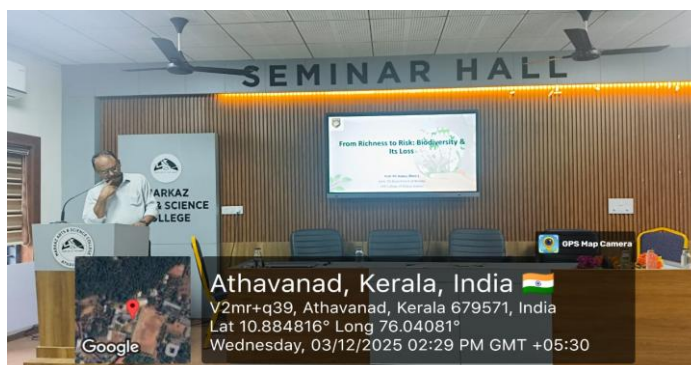 SEMINAR HALL
From Richness to Risk: Biodiversity &
Its Loss
MARKAZ
& SCIENCE
COLLEGE
GPS Map Camera
Athavanad, Kerala, India
V2mr+q39, Athavanad, Kerala 679571, India
Lat 10.884816° Long 76.04081°
Wednesday, 03/12/2025 02:29 PM GMT +05:30
Google